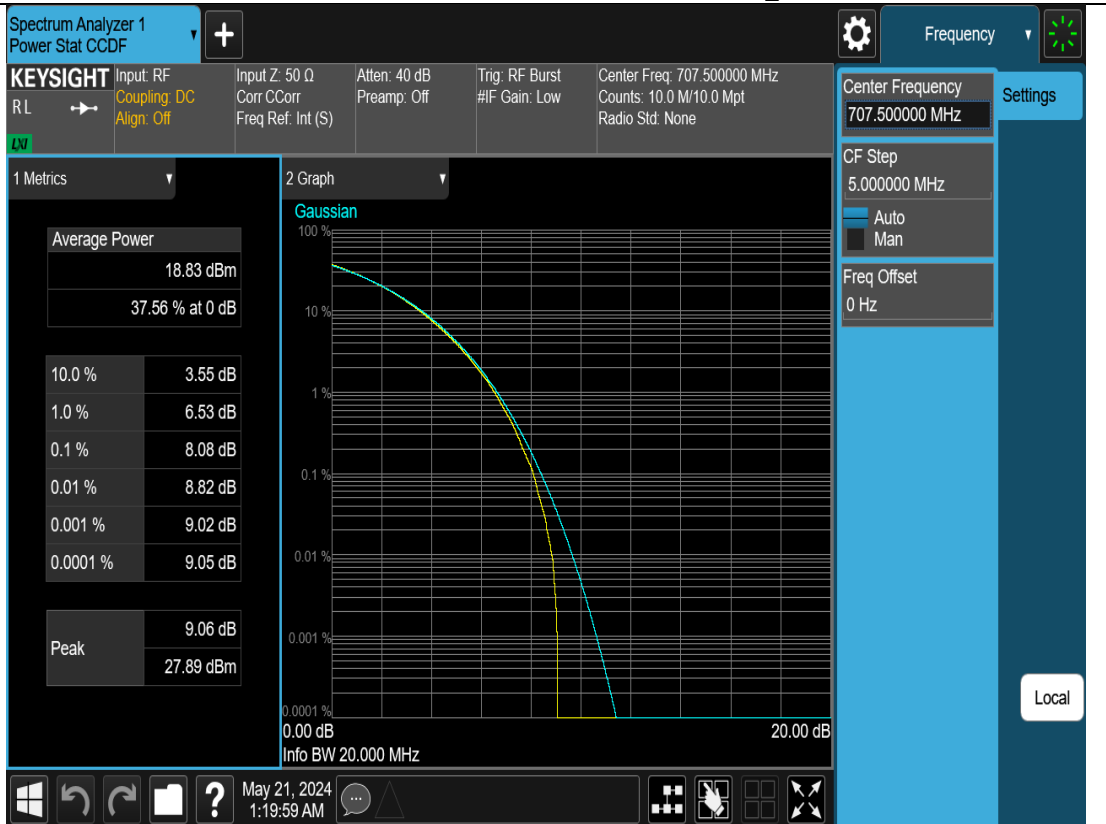 Spectrum Analyzer 1
Power Stat CCDF
+
Frequency
KEYSIGHT
RL
LXI
Input: RF
Coupling: DC
Align: Off
Input Z: 50 Ω
Corr CCorr
Freq Ref: Int (S)
Atten: 40 dB
Preamp: Off
Trig: RF Burst
#IF Gain: Low
Center Freq: 707.500000 MHz
Counts: 10.0 M/10.0 Mpt
Radio Std: None
Center Frequency
707.500000 MHz
Settings
CF Step
5.000000 MHz
Auto
Man
Freq Offset
0 Hz
1 Metrics
Average Power
18.83 dBm
37.56 % at 0 dB
10.0 % 3.55 dB
1.0 % 6.53 dB
0.1 % 8.08 dB
0.01 % 8.82 dB
0.001 % 9.02 dB
0.0001 % 9.05 dB
Peak 9.06 dB
27.89 dBm
2 Graph
Gaussian
100 %
10 %
1 %
0.1 %
0.01 %
0.001 %
0.0001 %
0.00 dB 20.00 dB
Info BW 20.000 MHz
Local
?
May 21, 2024
1:19:59 AM
...